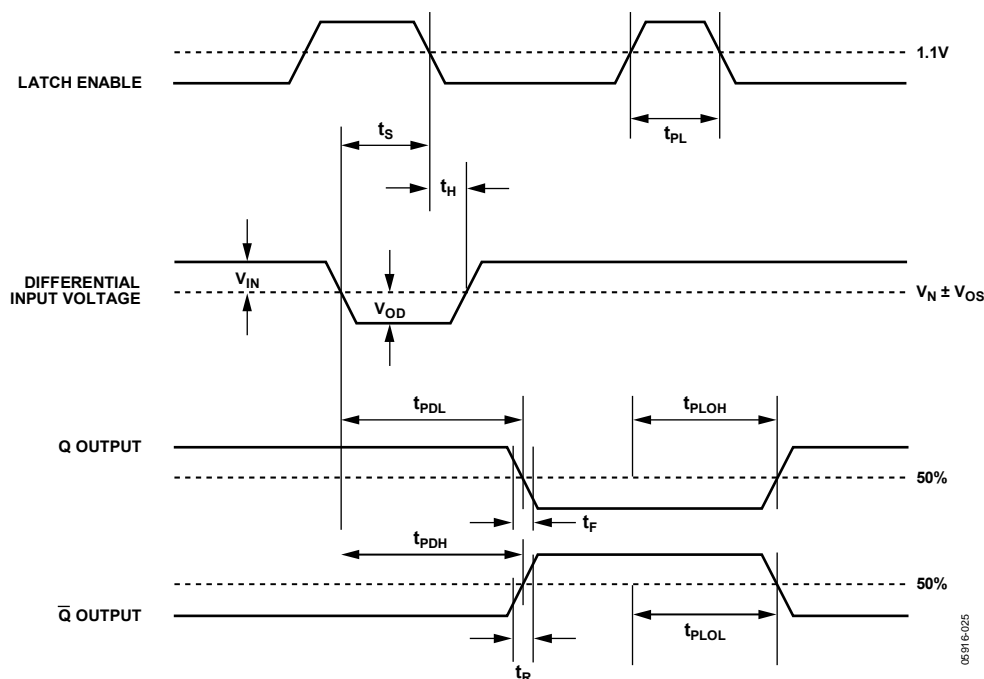 1.1V
LATCH ENABLE
tS
tPL
tH
DIFFERENTIAL
INPUT VOLTAGE
VIN
VOD
VN ± VOS
tPDL
tPLOH
Q OUTPUT
50%
tF
tPDH
50%
Q̅ OUTPUT
tPLOL
tR
05916-025